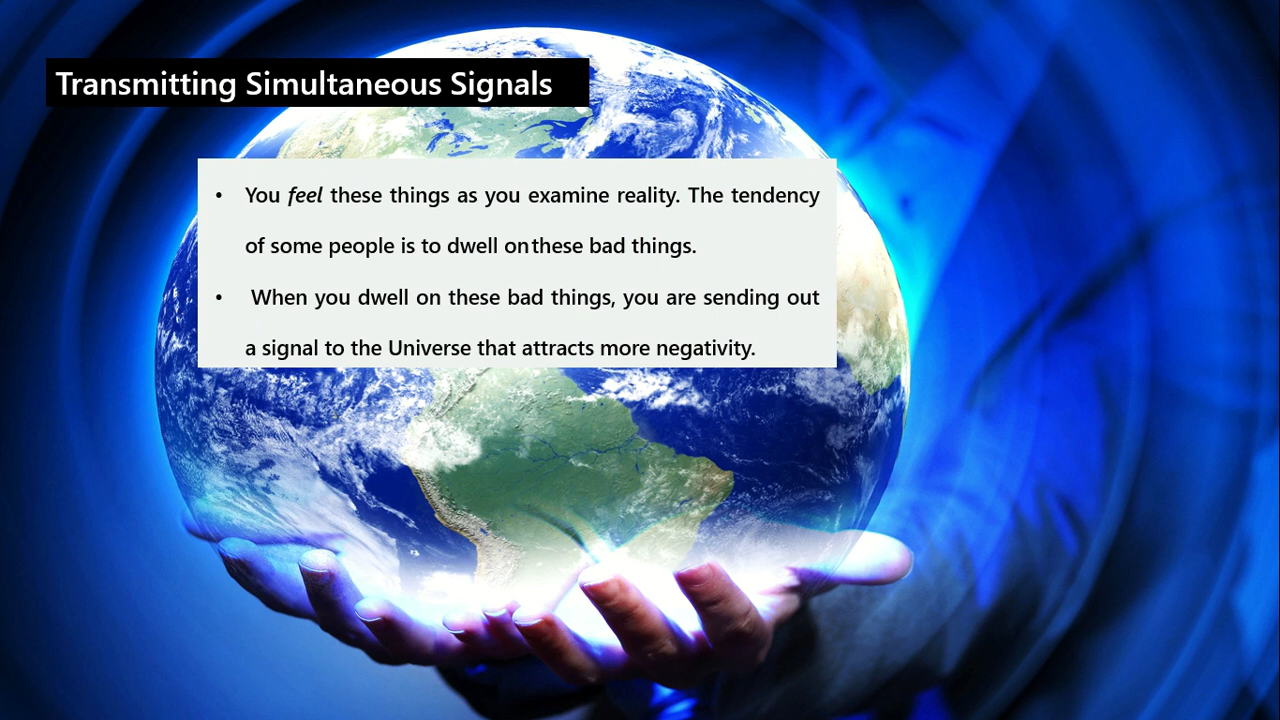 Transmitting Simultaneous Signals
• You feel these things as you examine reality. The tendency
of some people is to dwell on these bad things.
• When you dwell on these bad things, you are sending out
a signal to the Universe that attracts more negativity.